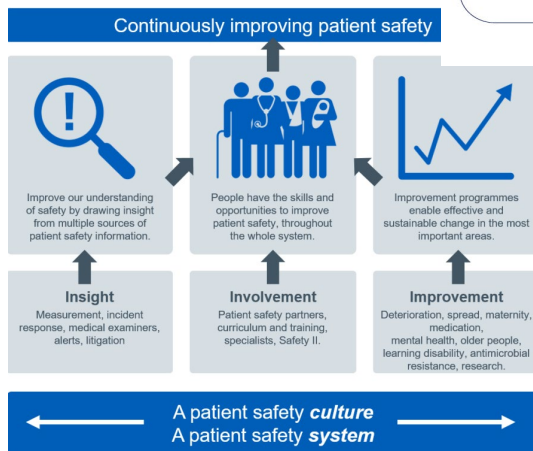 Continuously improving patient safety
Improve our understanding
of safety by drawing insight
from multiple sources of
patient safety information.
People have the skills and
opportunities to improve
patient safety, throughout
the whole system.
Improvement programmes
enable effective and
sustainable change in the most
important areas.
Insight
Measurement, incident
response, medical examiners,
alerts, litigation
Involvement
Patient safety partners,
curriculum and training,
specialists, Safety II.
Improvement
Deterioration, spread, maternity,
medication,
mental health, older people,
learning disability, antimicrobial
resistance, research.
A patient safety culture
A patient safety system